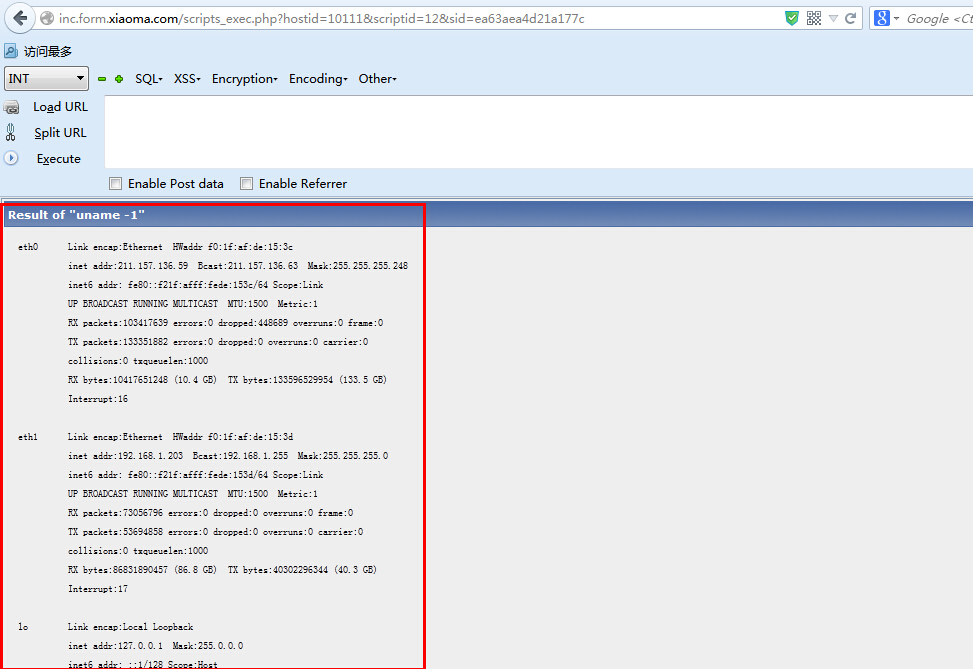 inc.form.xiaoma.com/scripts_exec.php?hostid=10111&scriptid=12&sid=ea63aea4d21a177c
Google <Ct
访问最多
INT SQL XSS Encryption Encoding Other
Load URL
Split URL
Execute
Enable Post data Enable Referrer
Result of "uname -1"
eth0 Link encap:Ethernet HWaddr f0:1f:af:de:15:3c
inet addr:211.157.136.59 Bcast:211.157.136.63 Mask:255.255.255.248
inet6 addr: fe80::f21f:afff:fede:153c/64 Scope:Link
UP BROADCAST RUNNING MULTICAST MTU:1500 Metric:1
RX packets:103417639 errors:0 dropped:448689 overruns:0 frame:0
TX packets:133351882 errors:0 dropped:0 overruns:0 carrier:0
collisions:0 txqueuelen:1000
RX bytes:10417651248 (10.4 GB) TX bytes:133596529954 (133.5 GB)
Interrupt:16
eth1 Link encap:Ethernet HWaddr f0:1f:af:de:15:3d
inet addr:192.168.1.203 Bcast:192.168.1.255 Mask:255.255.255.0
inet6 addr: fe80::f21f:afff:fede:153d/64 Scope:Link
UP BROADCAST RUNNING MULTICAST MTU:1500 Metric:1
RX packets:73056796 errors:0 dropped:0 overruns:0 frame:0
TX packets:53694858 errors:0 dropped:0 overruns:0 carrier:0
collisions:0 txqueuelen:1000
RX bytes:86831890457 (86.8 GB) TX bytes:40302296344 (40.3 GB)
Interrupt:17
lo Link encap:Local Loopback
inet addr:127.0.0.1 Mask:255.0.0.0
inet6 addr: ::1/128 Scope:Host